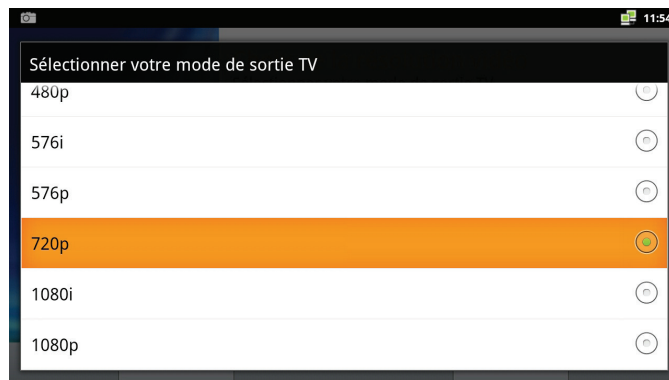 11:54
Sélectionner votre mode de sortie TV
480p
576i
576p
720p
1080i
1080p